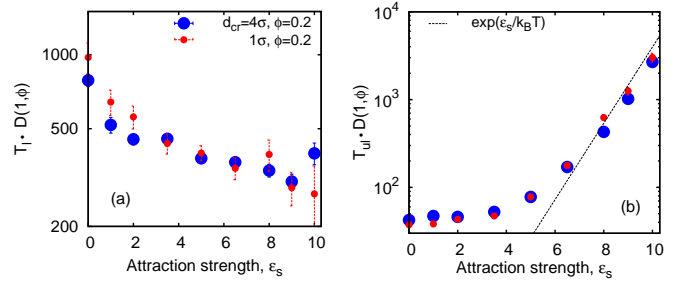 d_cr=4σ, ϕ=0.2
1σ, ϕ=0.2
1000
500
200
T_l · D(1,ϕ)
(a)
0 2 4 6 8 10
Attraction strength, ε_s
exp(ε_s/k_BT)
10^4
10^3
10^2
T_ul · D(1,ϕ)
(b)
0 2 4 6 8 10
Attraction strength, ε_s